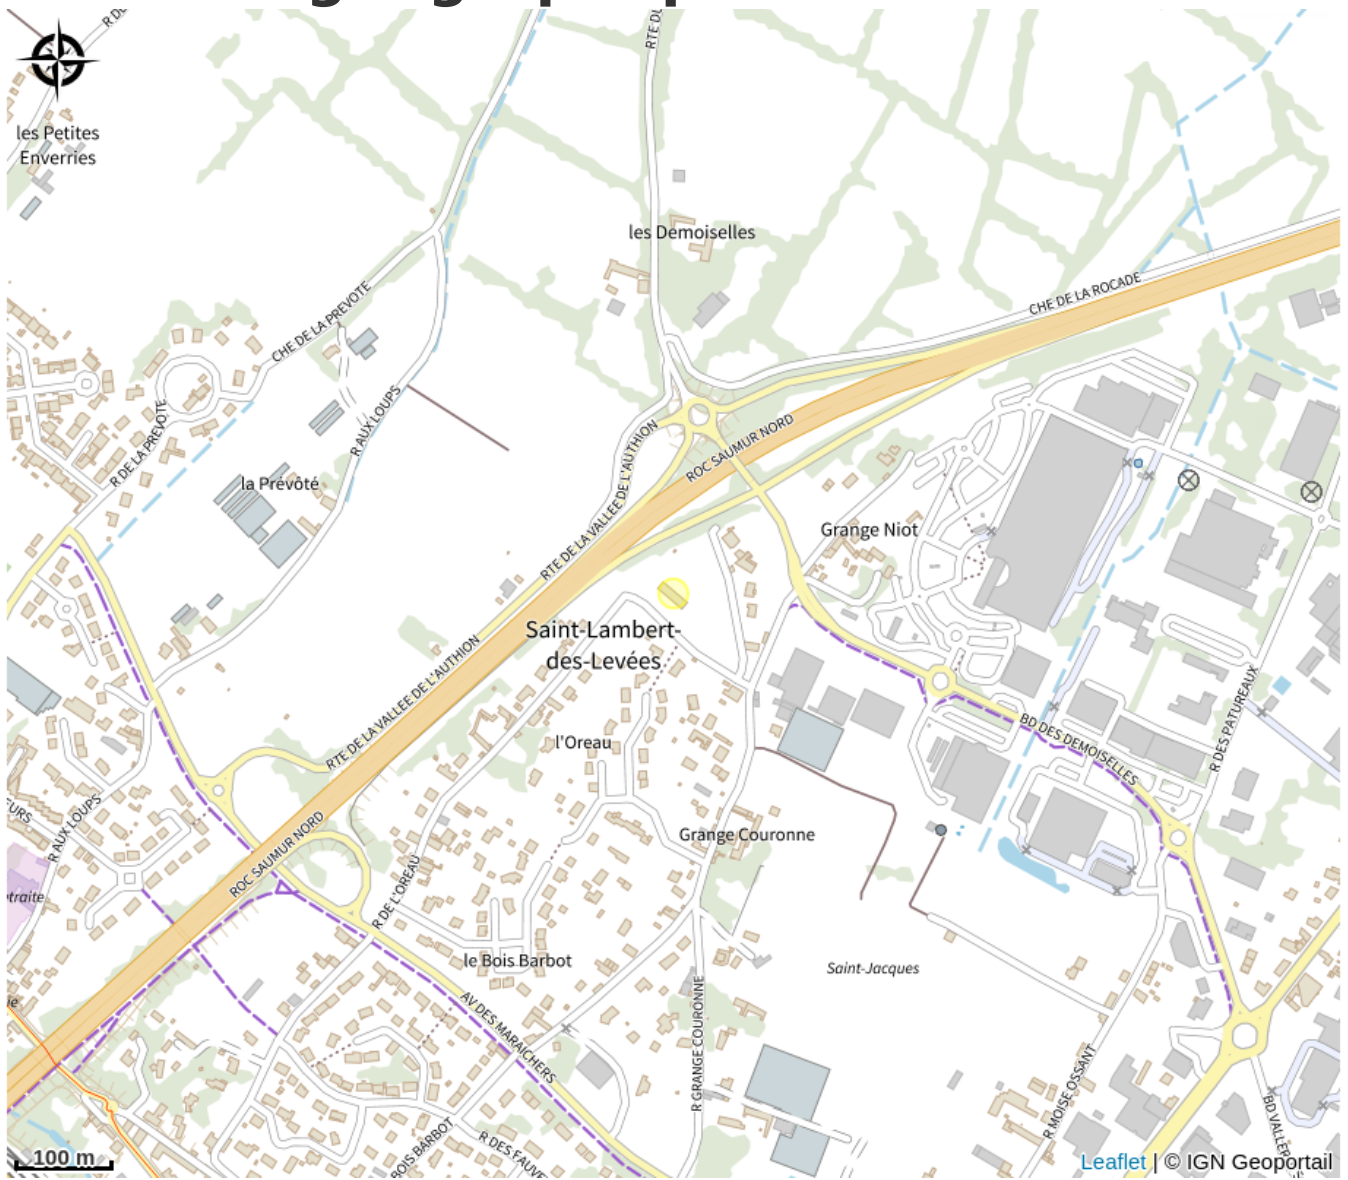 les Petites
Enverries
les Demoiselles
CHE DE LA ROCADE
CHE DE LA PREVOTE
R DE LA PREVOTE
R AUX LOUPS
la Prévôté
RTE DE LA VALLEE DE L'AUTHION
ROC SAUMUR NORD
Grange Niot
Saint-Lambert-
des-Levées
RTE DE LA VALLEE DE L'AUTHION
l'Oreau
R DES PATUREAUX
BD DES DEMOISELLES
R AUX LOUPS
ROC SAUMUR NORD
Grange Couronne
R DE L'OREAU
le Bois Barbot
Saint-Jacques
AV DES MARAICHERS
R GRANGE COURONNE
R MOISE OSSANT
BOIS BARBOT
100 m
Leaflet | © IGN Geoportail